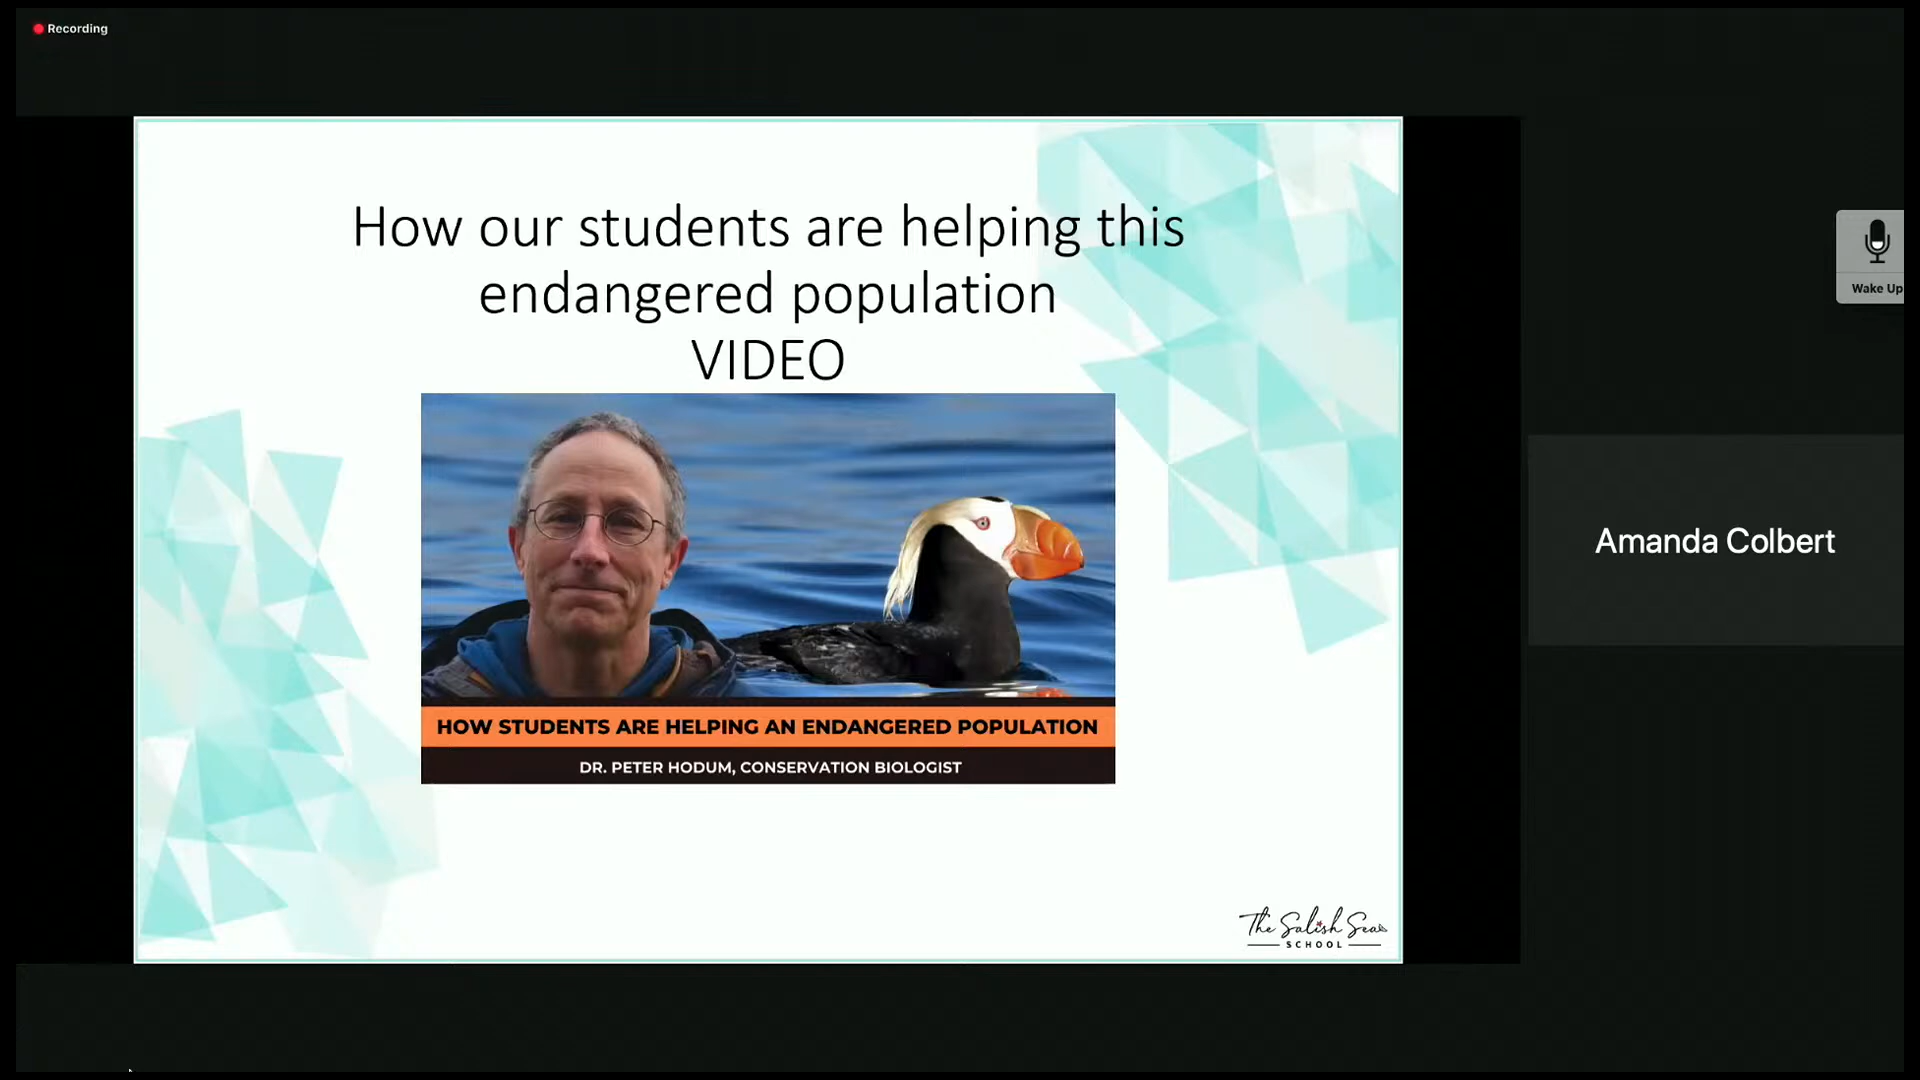 Recording
How our students are helping this
endangered population
VIDEO
HOW STUDENTS ARE HELPING AN ENDANGERED POPULATION
DR. PETER HODUM, CONSERVATION BIOLOGIST
The Salish Sea
SCHOOL
Wake Up
Amanda Colbert